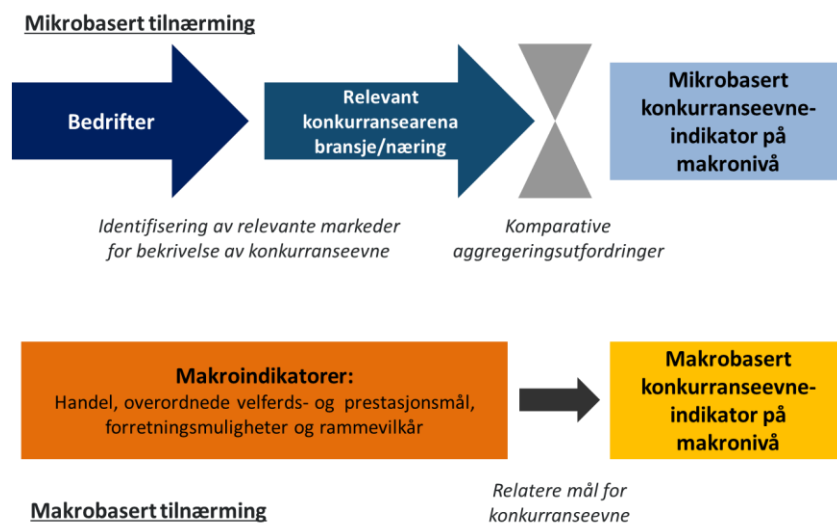 Mikrobasert tilnærming
Bedrifter
Relevant
konkurransearena
bransje/næring
Mikrobasert
konkurranseevne-
indikator på
makronivå
Identifisering av relevante markeder
for bekrivelse av konkurranseevne
Komparative
aggregeringsutfordringer
Makroindikatorer:
Handel, overordnede velferds- og prestasjonsmål,
forretningsmuligheter og rammevilkår
Makrobasert
konkurranseevne-
indikator på
makronivå
Relatere mål for
konkurranseevne
Makrobasert tilnærming